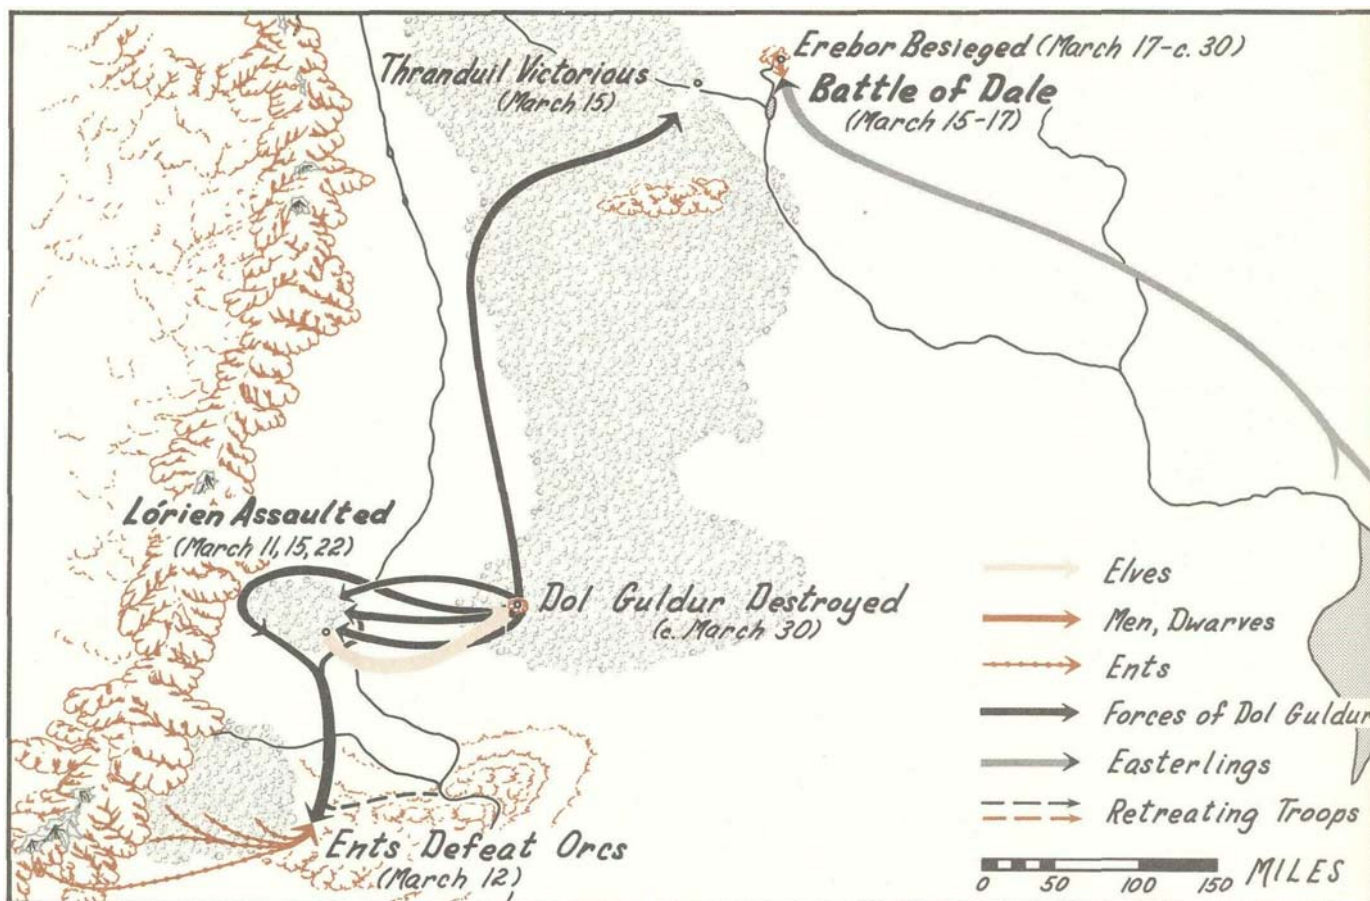 Erebor Besieged (March 17-c. 30)
Thranduil Victorious
(March 15)
Battle of Dale
(March 15-17)
Lórien Assaulted
(March 11, 15, 22)
Dol Guldur Destroyed
(c. March 30)
Ents Defeat Orcs
(March 12)
Elves
Men, Dwarves
Ents
Forces of Dol Guldur
Easterlings
Retreating Troops
0 50 100 150 MILES